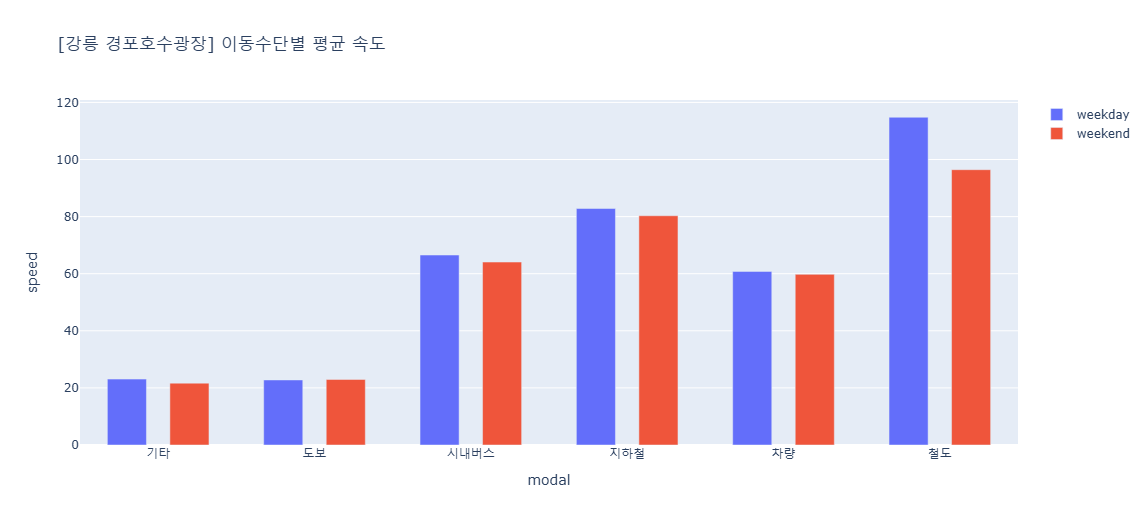 [강릉 경포호수광장] 이동수단별 평균 속도
weekday
weekend
120
100
80
60
40
20
0
speed
기타 도보 시내버스 지하철 차량 철도
modal